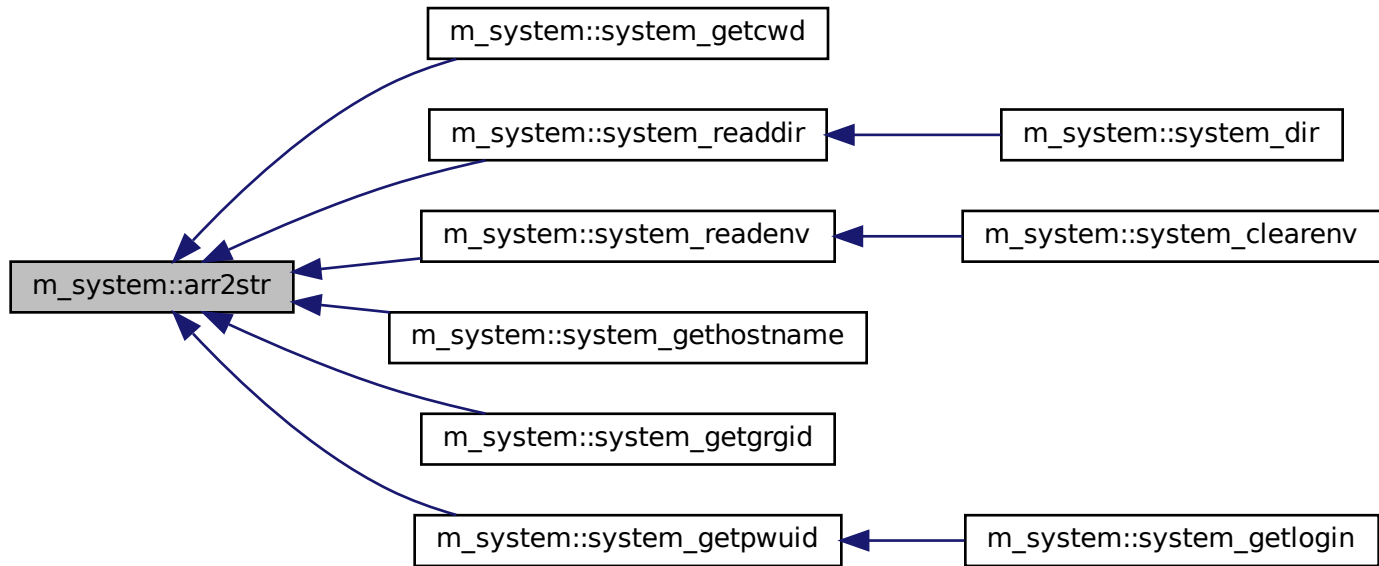 m_system::system_getcwd
m_system::system_readdir
m_system::system_dir
m_system::system_readenv
m_system::system_clearenv
m_system::arr2str
m_system::system_gethostname
m_system::system_getgrgid
m_system::system_getpwuid
m_system::system_getlogin